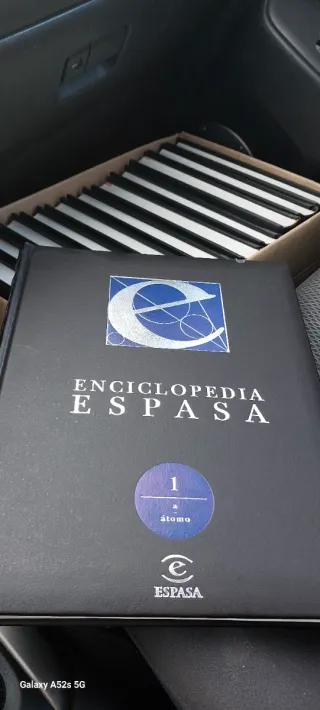 e
ENCICLOPEDIA
ESPASA
1
a
-
átomo
e
ESPASA
Galaxy A52s 5G